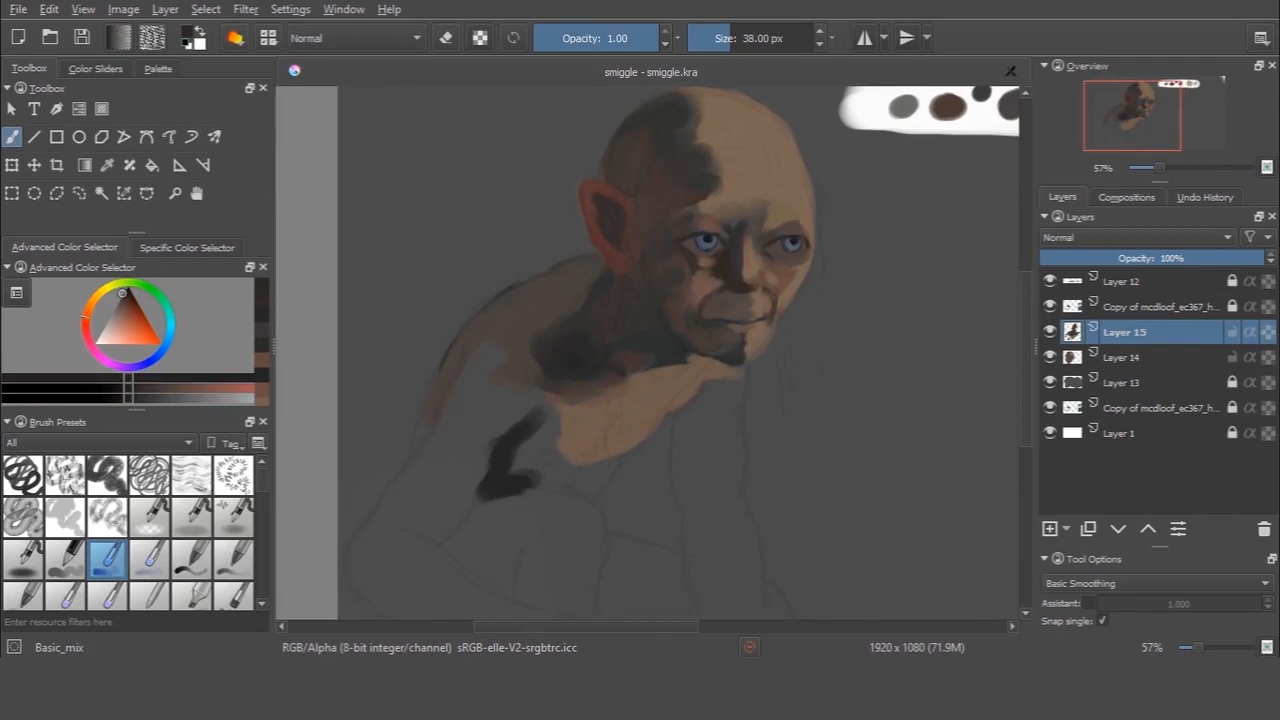 File Edit View Image Layer Select Filter Settings Window Help
Normal Opacity: 1.00 Size: 38.00 px
Toolbox Color Sliders Palette smiggle - smiggle.kra Overview
Toolbox
57%
Layers Compositions Undo History
Layers
Normal
Advanced Color Selector Specific Color Selector
Advanced Color Selector
Opacity: 100%
Layer 12
Copy of mcdloof_ec367_h...
Layer 15
Layer 14
Layer 13
Copy of mcdloof_ec367_h...
Layer 1
Brush Presets
All Tag
Tool Options
Basic Smoothing
Assistant: 1.000
Snap single:
Enter resource filters here
Basic_mix RGB/Alpha (8-bit integer/channel) sRGB-elle-V2-srgbtrc.icc 1920 x 1080 (71.9M) 57%